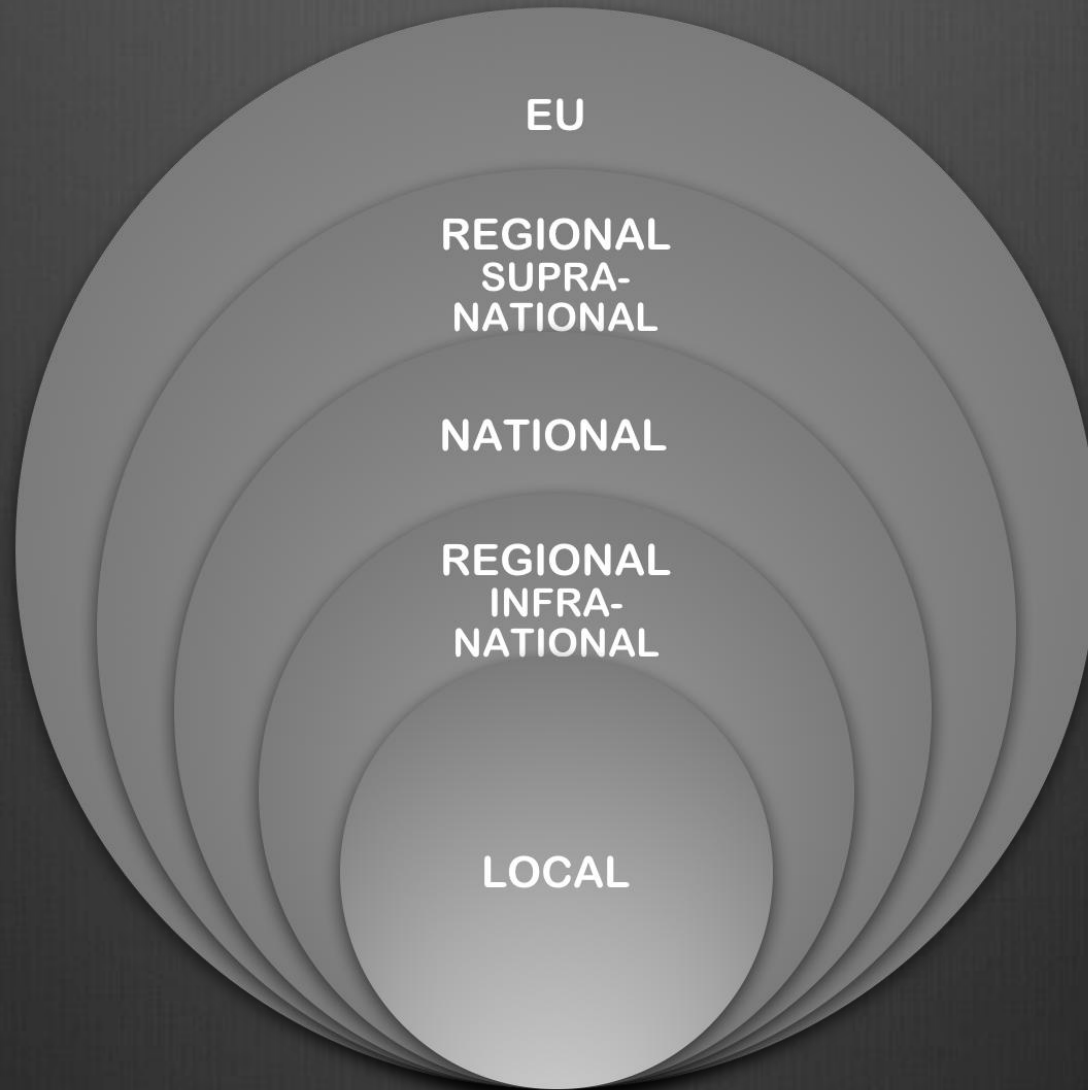 EU
REGIONAL
SUPRA-
NATIONAL
NATIONAL
REGIONAL
INFRA-
NATIONAL
LOCAL